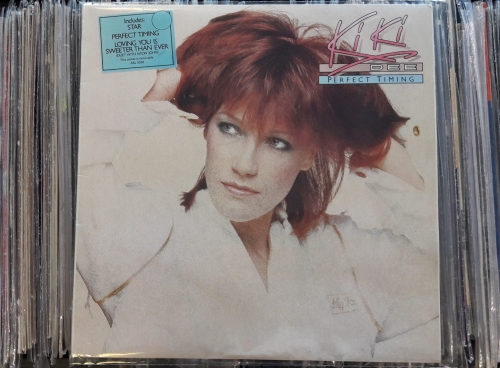 Includes:
STAR
PERFECT TIMING
LOVING YOU IS
SWEETER THAN EVER
KiKi
DEE
PERFECT TIMING